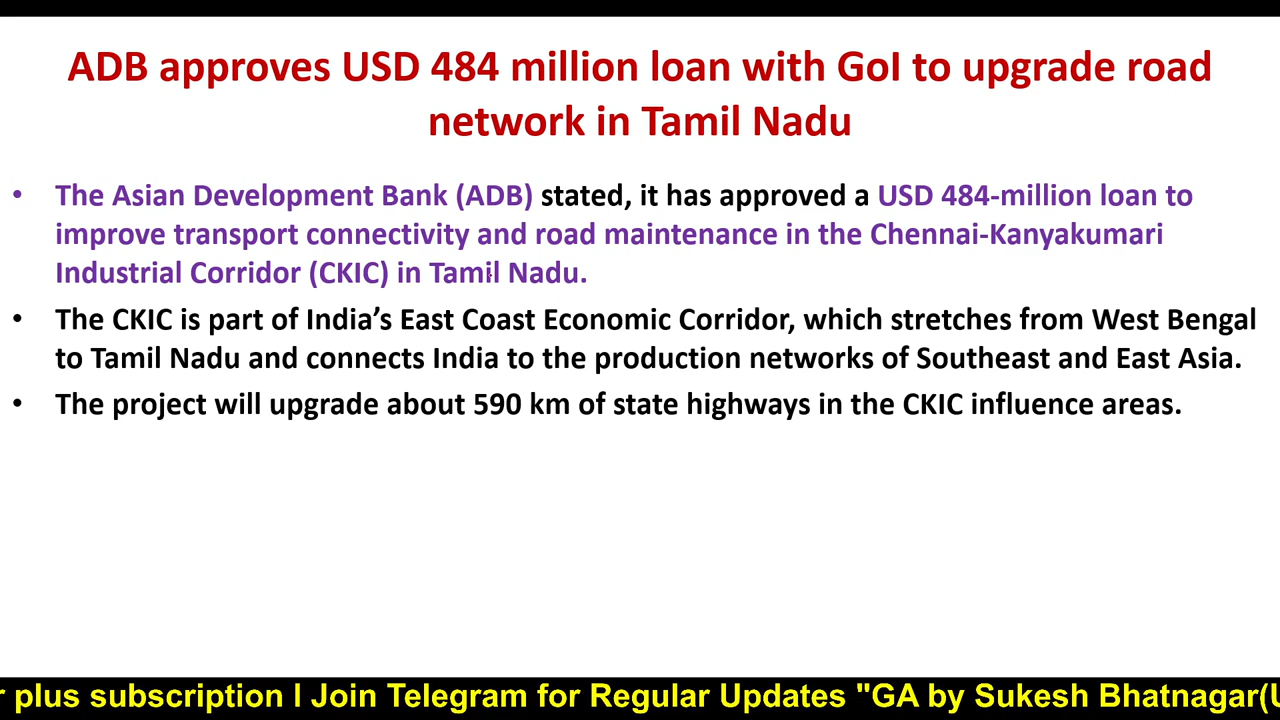 ADB approves USD 484 million loan with GoI to upgrade road
network in Tamil Nadu
• The Asian Development Bank (ADB) stated, it has approved a USD 484-million loan to
improve transport connectivity and road maintenance in the Chennai-Kanyakumari
Industrial Corridor (CKIC) in Tamil Nadu.
• The CKIC is part of India’s East Coast Economic Corridor, which stretches from West Bengal
to Tamil Nadu and connects India to the production networks of Southeast and East Asia.
• The project will upgrade about 590 km of state highways in the CKIC influence areas.
plus subscription I Join Telegram for Regular Updates "GA by Sukesh Bhatnagar(